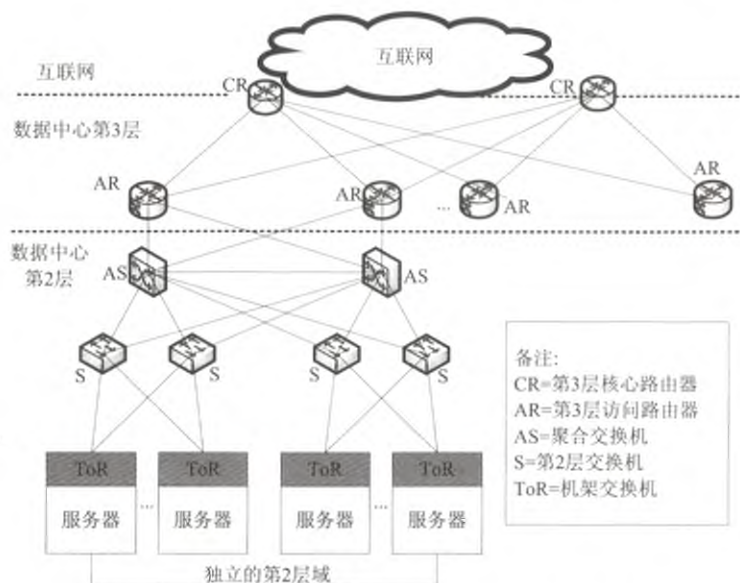 互联网
互联网
CR
CR
数据中心第3层
AR
AR
...
AR
AR
数据中心
第2层
AS
AS
S
S
S
S
备注:
CR=第3层核心路由器
AR=第3层访问路由器
AS=聚合交换机
S=第2层交换机
ToR=机架交换机
ToR
ToR
ToR
ToR
服务器
...
服务器
服务器
...
服务器
独立的第2层域